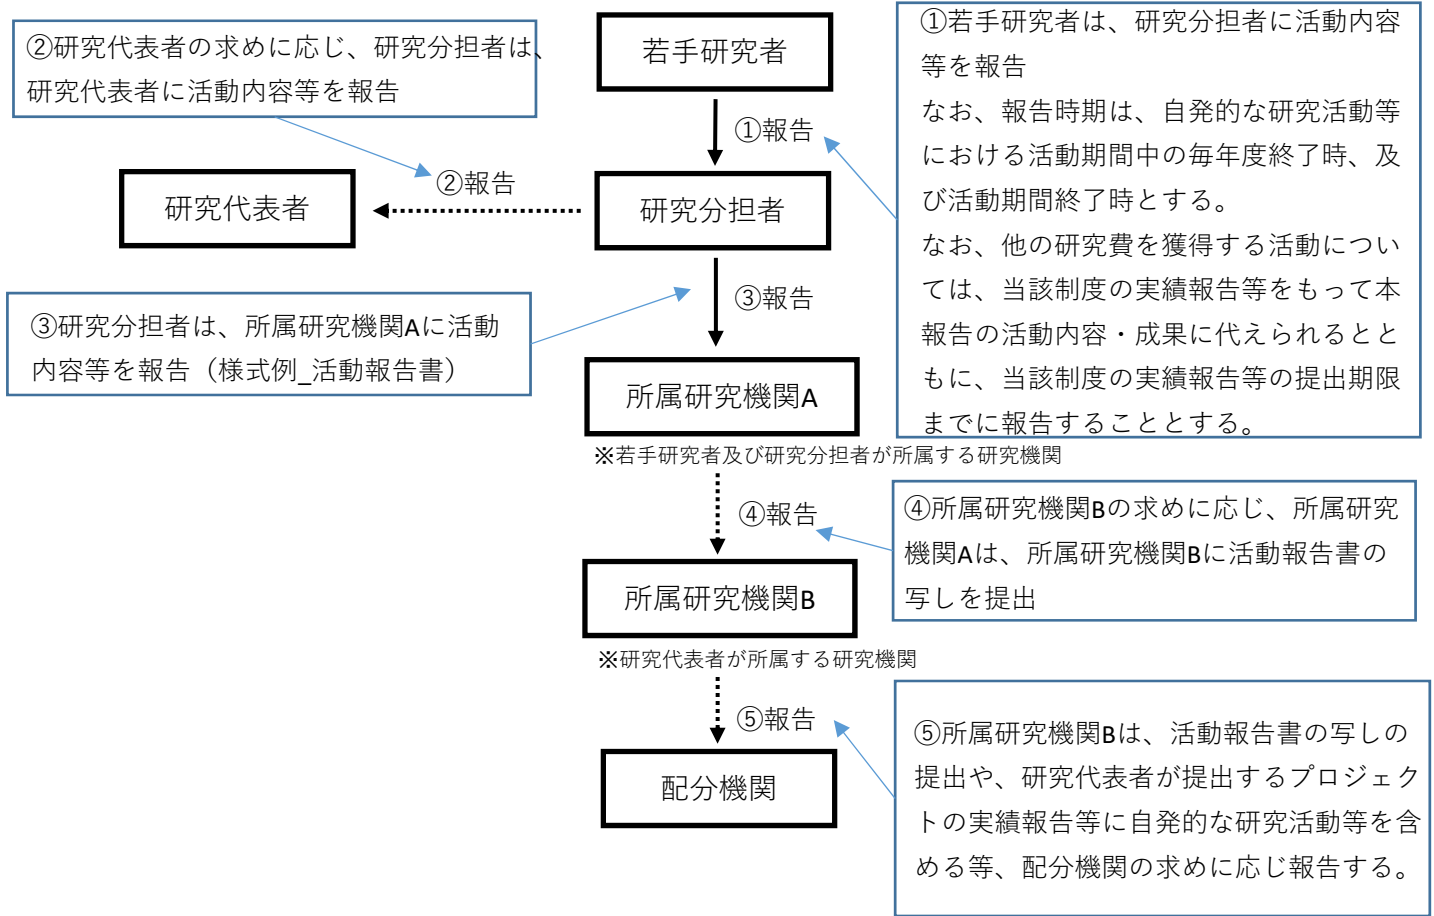 ②研究代表者の求めに応じ、研究分担者は、
研究代表者に活動内容等を報告
若手研究者
①若手研究者は、研究分担者に活動内容
等を報告
なお、報告時期は、自発的な研究活動等
における活動期間中の毎年度終了時、及
び活動期間終了時とする。
なお、他の研究費を獲得する活動につい
ては、当該制度の実績報告等をもって本
報告の活動内容・成果に代えられるとと
もに、当該制度の実績報告等の提出期限
までに報告することとする。
①報告
②報告
研究代表者
研究分担者
③報告
③研究分担者は、所属研究機関Aに活動
内容等を報告（様式例_活動報告書）
所属研究機関A
※若手研究者及び研究分担者が所属する研究機関
④報告
④所属研究機関Bの求めに応じ、所属研究
機関Aは、所属研究機関Bに活動報告書の
写しを提出
所属研究機関B
※研究代表者が所属する研究機関
⑤報告
⑤所属研究機関Bは、活動報告書の写しの
提出や、研究代表者が提出するプロジェク
トの実績報告等に自発的な研究活動等を含
める等、配分機関の求めに応じ報告する。
配分機関